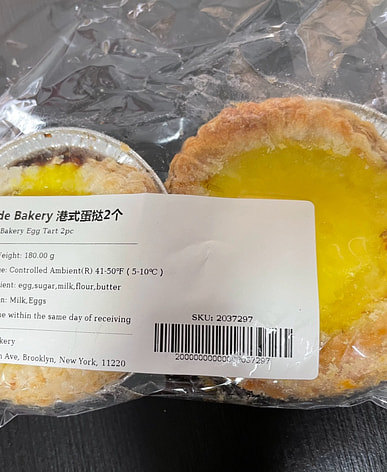 de Bakery 港式蛋挞2个
Bakery Egg Tart 2pc
Weight: 180.00 g
e: Controlled Ambient(R) 41-50°F ( 5-10°C )
ient: egg,sugar,milk,flour,butter
n: Milk,Eggs
me within the same day of receiving
SKU: 2037297
kery
h Ave, Brooklyn, New York, 11220